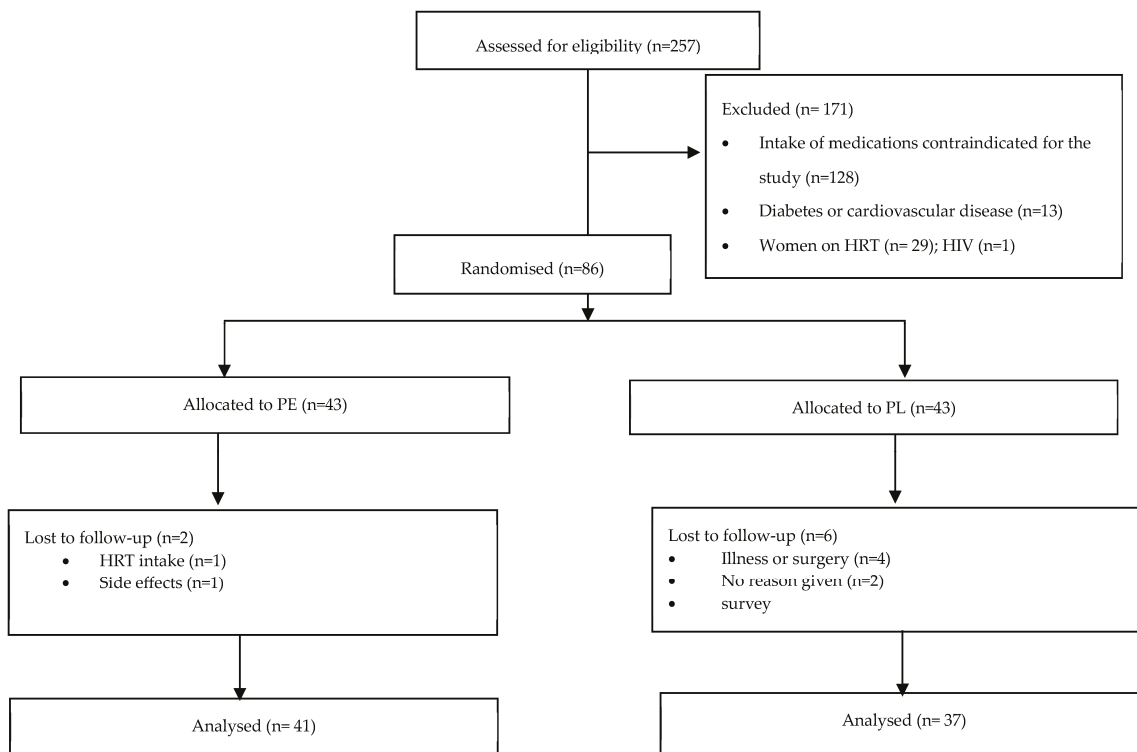 Assessed for eligibility (n=257)
Excluded (n= 171)
• Intake of medications contraindicated for the
study (n=128)
• Diabetes or cardiovascular disease (n=13)
• Women on HRT (n= 29); HIV (n=1)
Randomised (n=86)
Allocated to PE (n=43)
Allocated to PL (n=43)
Lost to follow-up (n=2)
• HRT intake (n=1)
• Side effects (n=1)
Lost to follow-up (n=6)
• Illness or surgery (n=4)
• No reason given (n=2)
• survey
Analysed (n= 41)
Analysed (n= 37)